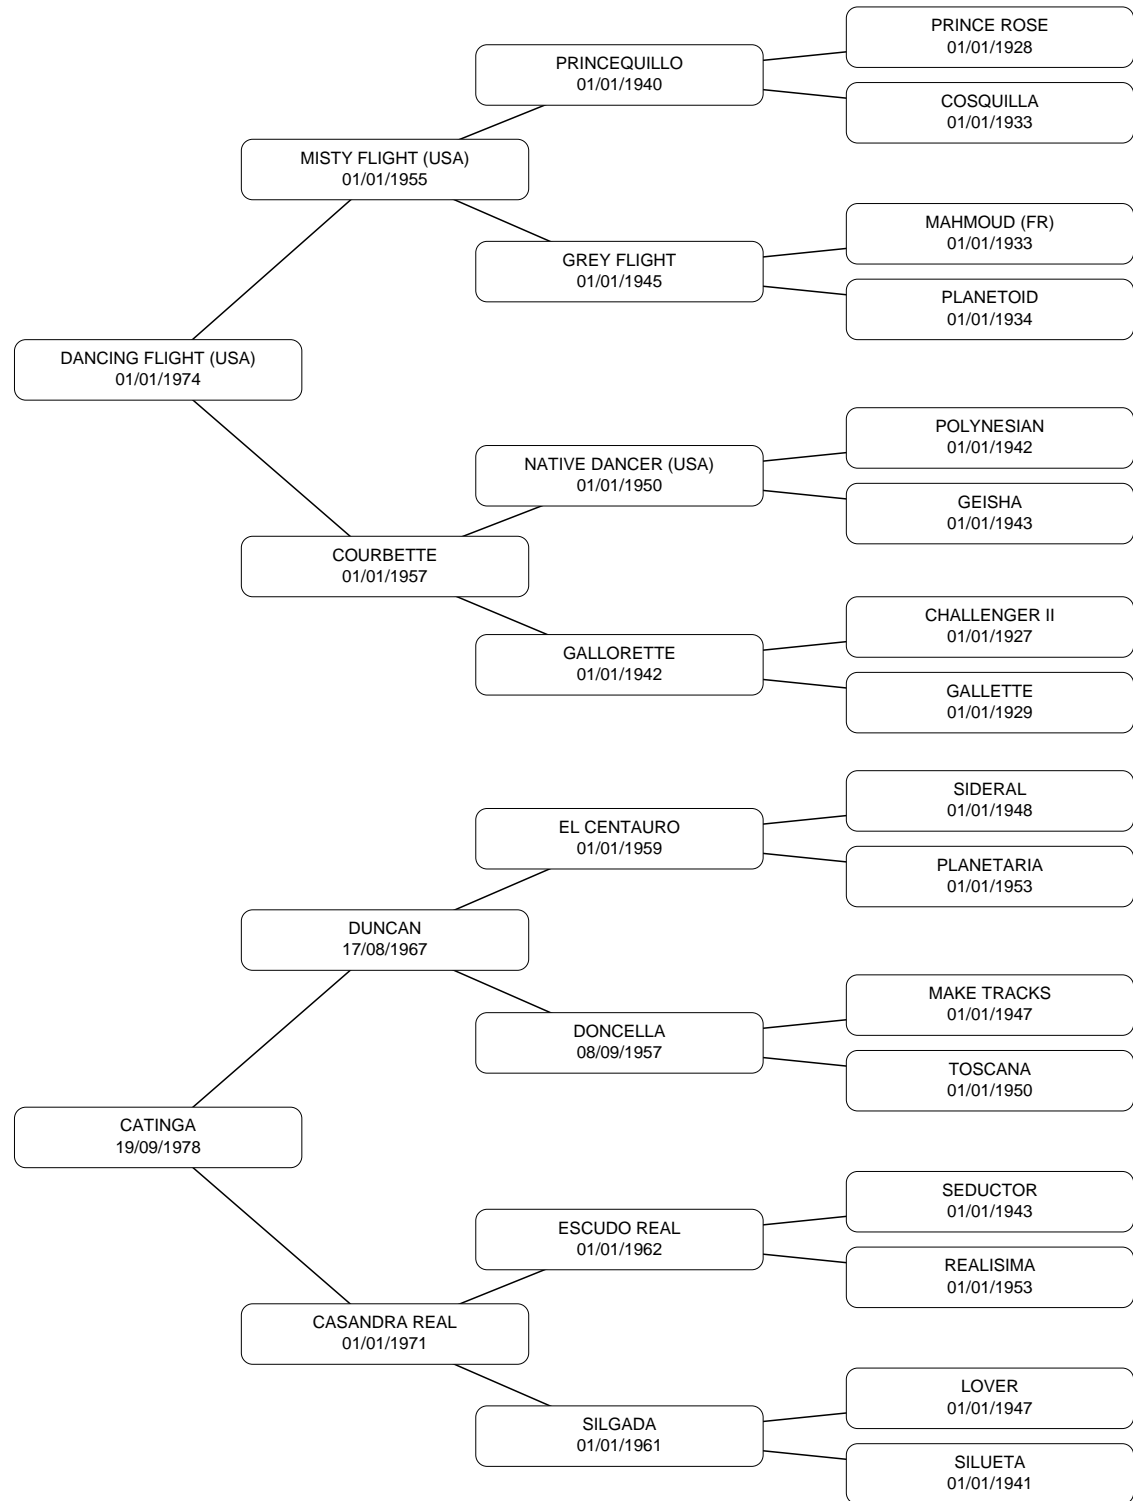 PRINCE ROSE
01/01/1928
PRINCEQUILLO
01/01/1940
COSQUILLA
01/01/1933
MISTY FLIGHT (USA)
01/01/1955
MAHMOUD (FR)
01/01/1933
GREY FLIGHT
01/01/1945
PLANETOID
01/01/1934
DANCING FLIGHT (USA)
01/01/1974
POLYNESIAN
01/01/1942
NATIVE DANCER (USA)
01/01/1950
GEISHA
01/01/1943
COURBETTE
01/01/1957
CHALLENGER II
01/01/1927
GALLORETTE
01/01/1942
GALLETTE
01/01/1929
SIDERAL
01/01/1948
EL CENTAURO
01/01/1959
PLANETARIA
01/01/1953
DUNCAN
17/08/1967
MAKE TRACKS
01/01/1947
DONCELLA
08/09/1957
TOSCANA
01/01/1950
CATINGA
19/09/1978
SEDUCTOR
01/01/1943
ESCUDO REAL
01/01/1962
REALISIMA
01/01/1953
CASANDRA REAL
01/01/1971
LOVER
01/01/1947
SILGADA
01/01/1961
SILUETA
01/01/1941